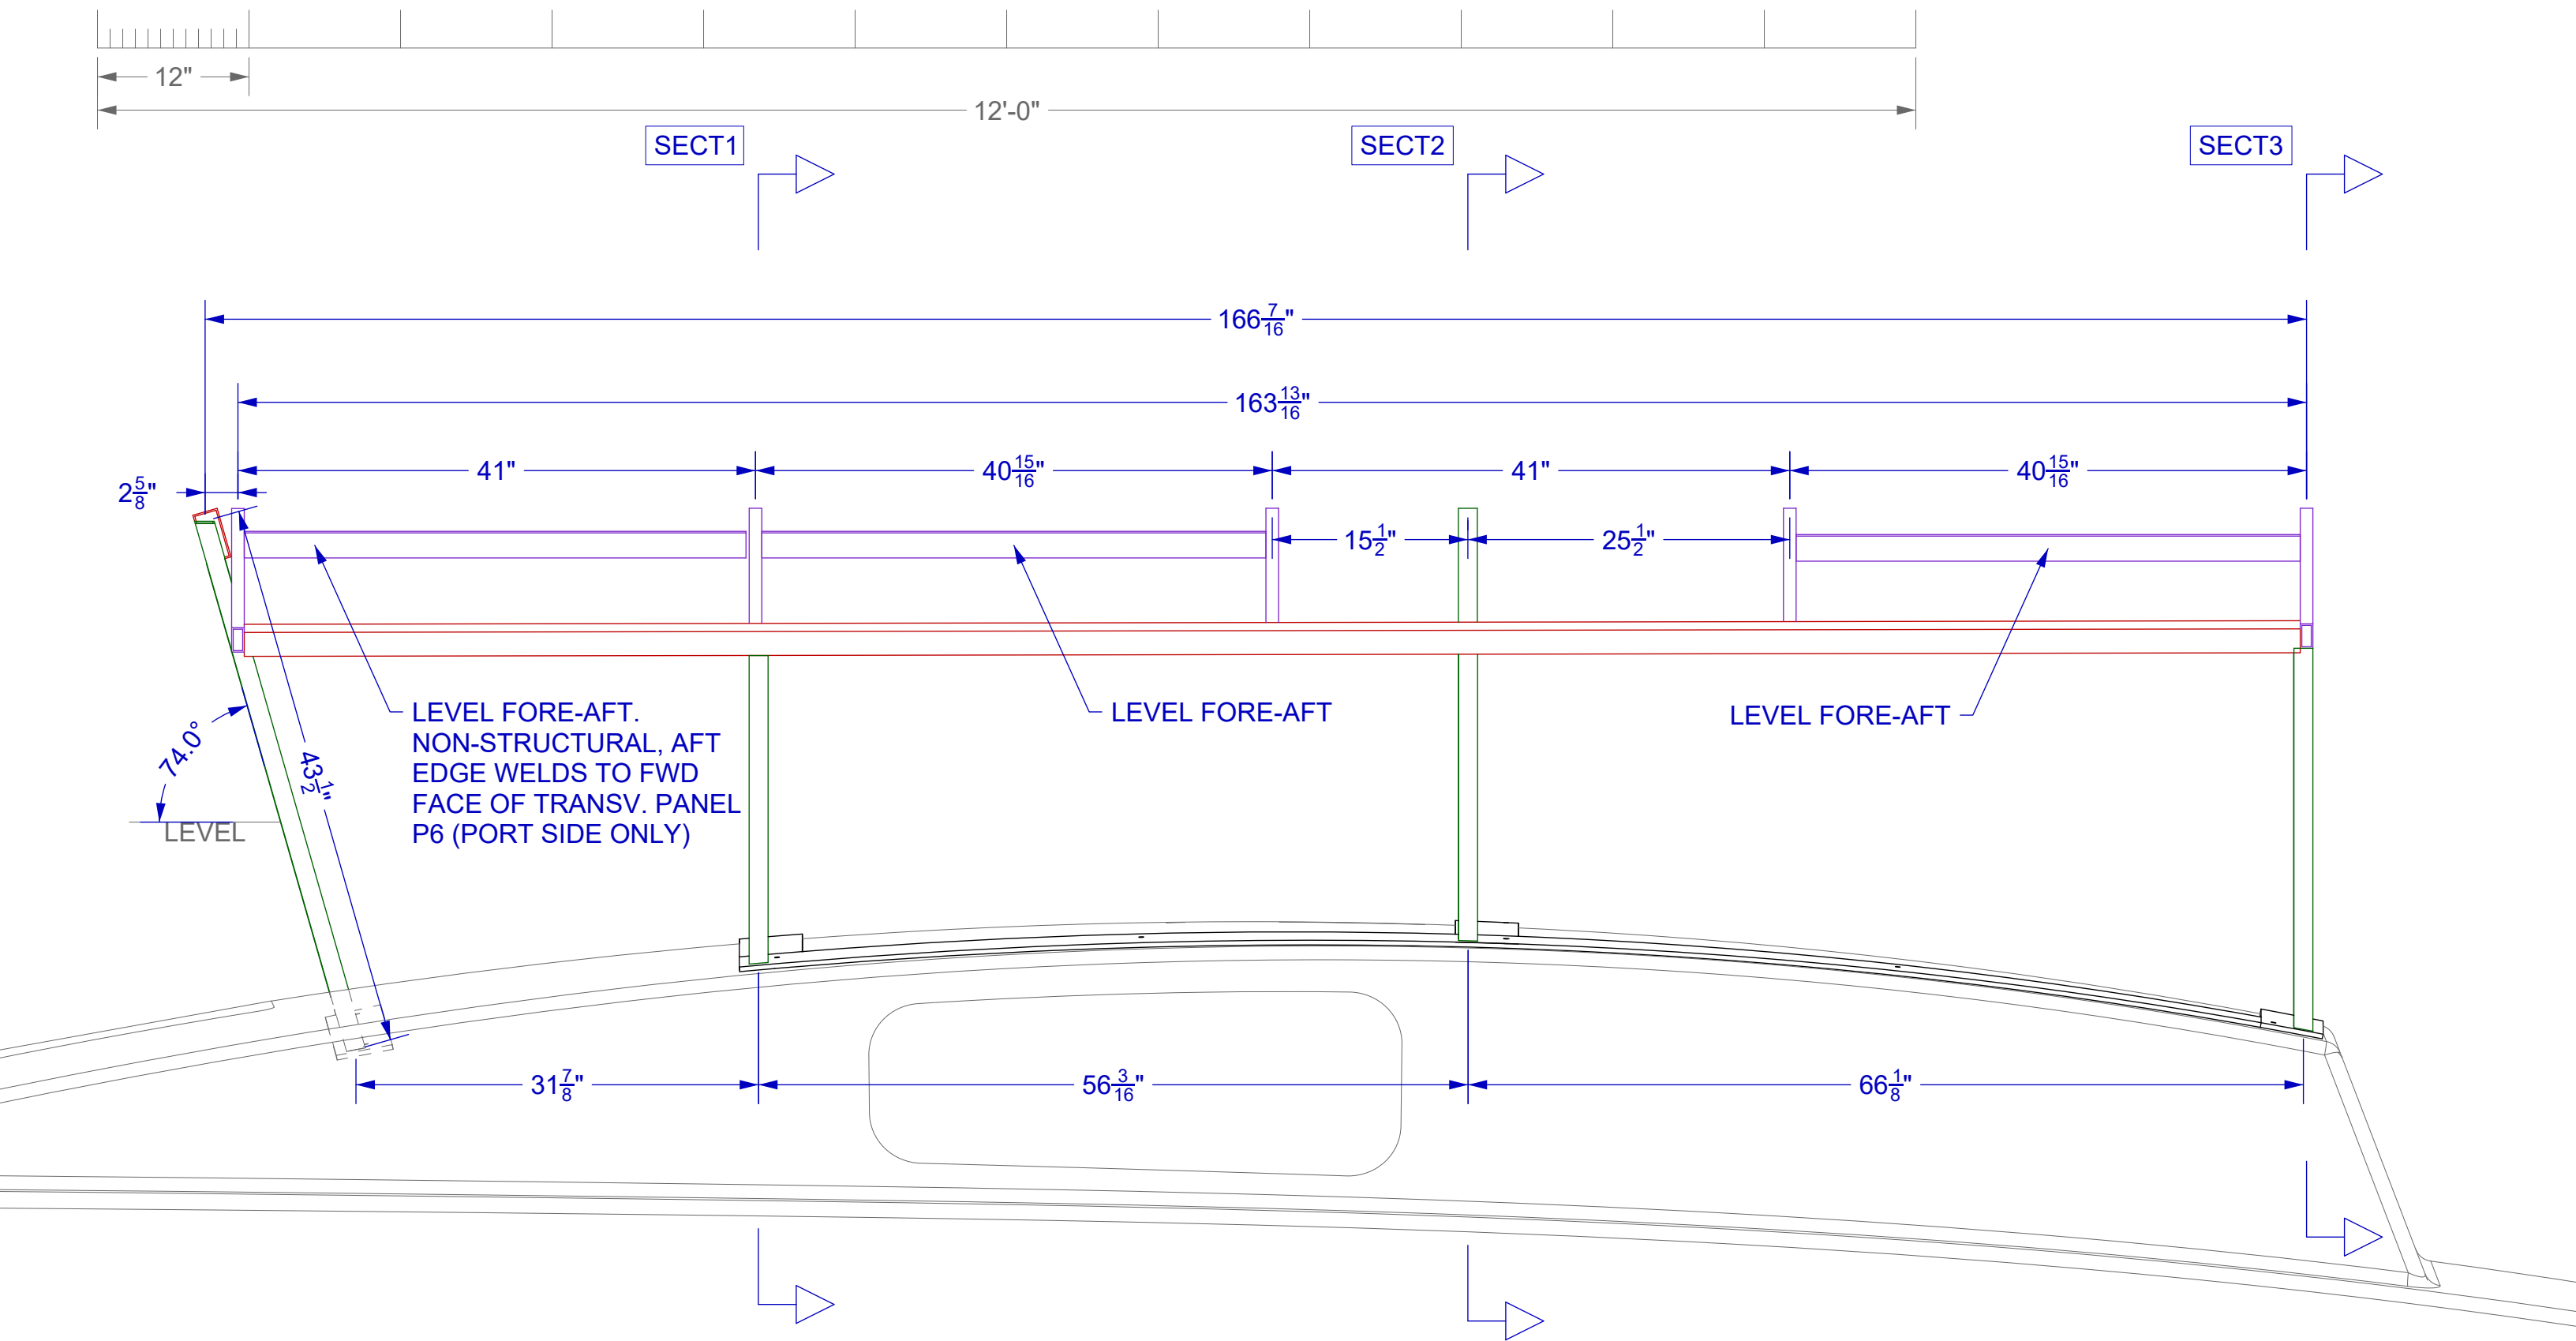 12"
12'-0"
SECT1
SECT2
SECT3
166 7/16"
163 13/16"
41"
40 15/16"
41"
40 15/16"
2 5/8"
15 1/2"
25 1/2"
74.0°
43 1/2"
LEVEL
LEVEL FORE-AFT.
NON-STRUCTURAL, AFT
EDGE WELDS TO FWD
FACE OF TRANSV. PANEL
P6 (PORT SIDE ONLY)
LEVEL FORE-AFT
LEVEL FORE-AFT
31 7/8"
56 3/16"
66 1/8"